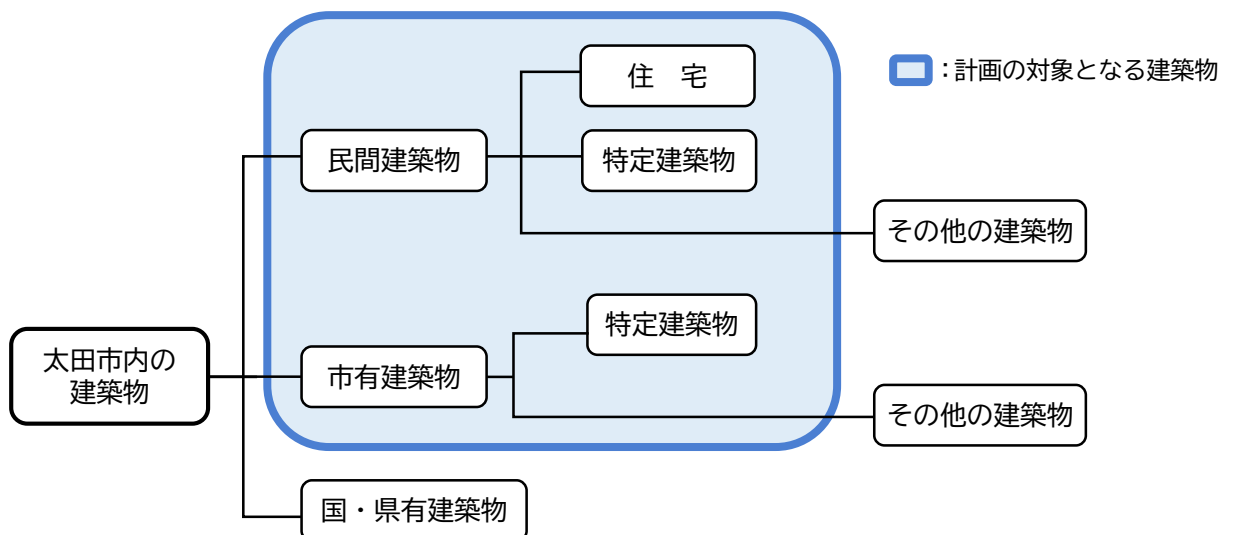 住　宅
：計画の対象となる建築物
民間建築物
特定建築物
その他の建築物
特定建築物
太田市内の
建築物
市有建築物
その他の建築物
国・県有建築物